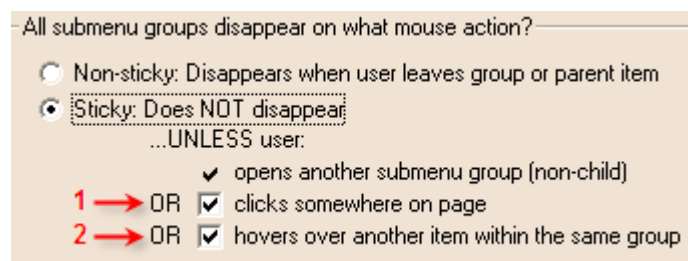 All submenu groups disappear on what mouse action?
Non-sticky: Disappears when user leaves group or parent item
Sticky: Does NOT disappear
...UNLESS user:
opens another submenu group (non-child)
1 OR clicks somewhere on page
2 OR hovers over another item within the same group